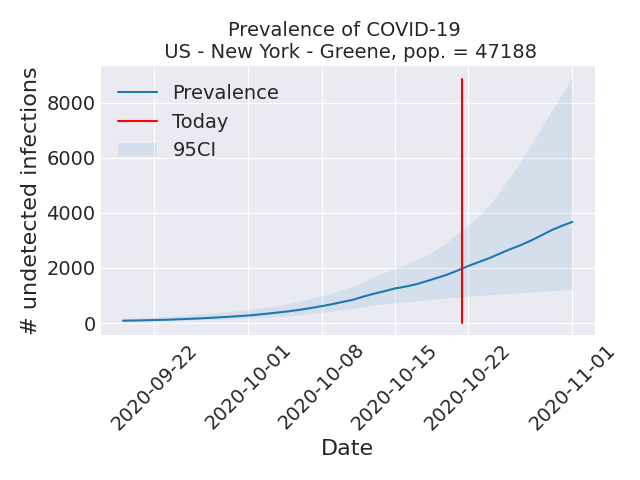 Prevalence of COVID-19
US - New York - Greene, pop. = 47188
# undetected infections
8000
6000
4000
2000
0
Prevalence
Today
95CI
2020-09-22
2020-10-01
2020-10-08
2020-10-15
2020-10-22
2020-11-01
Date